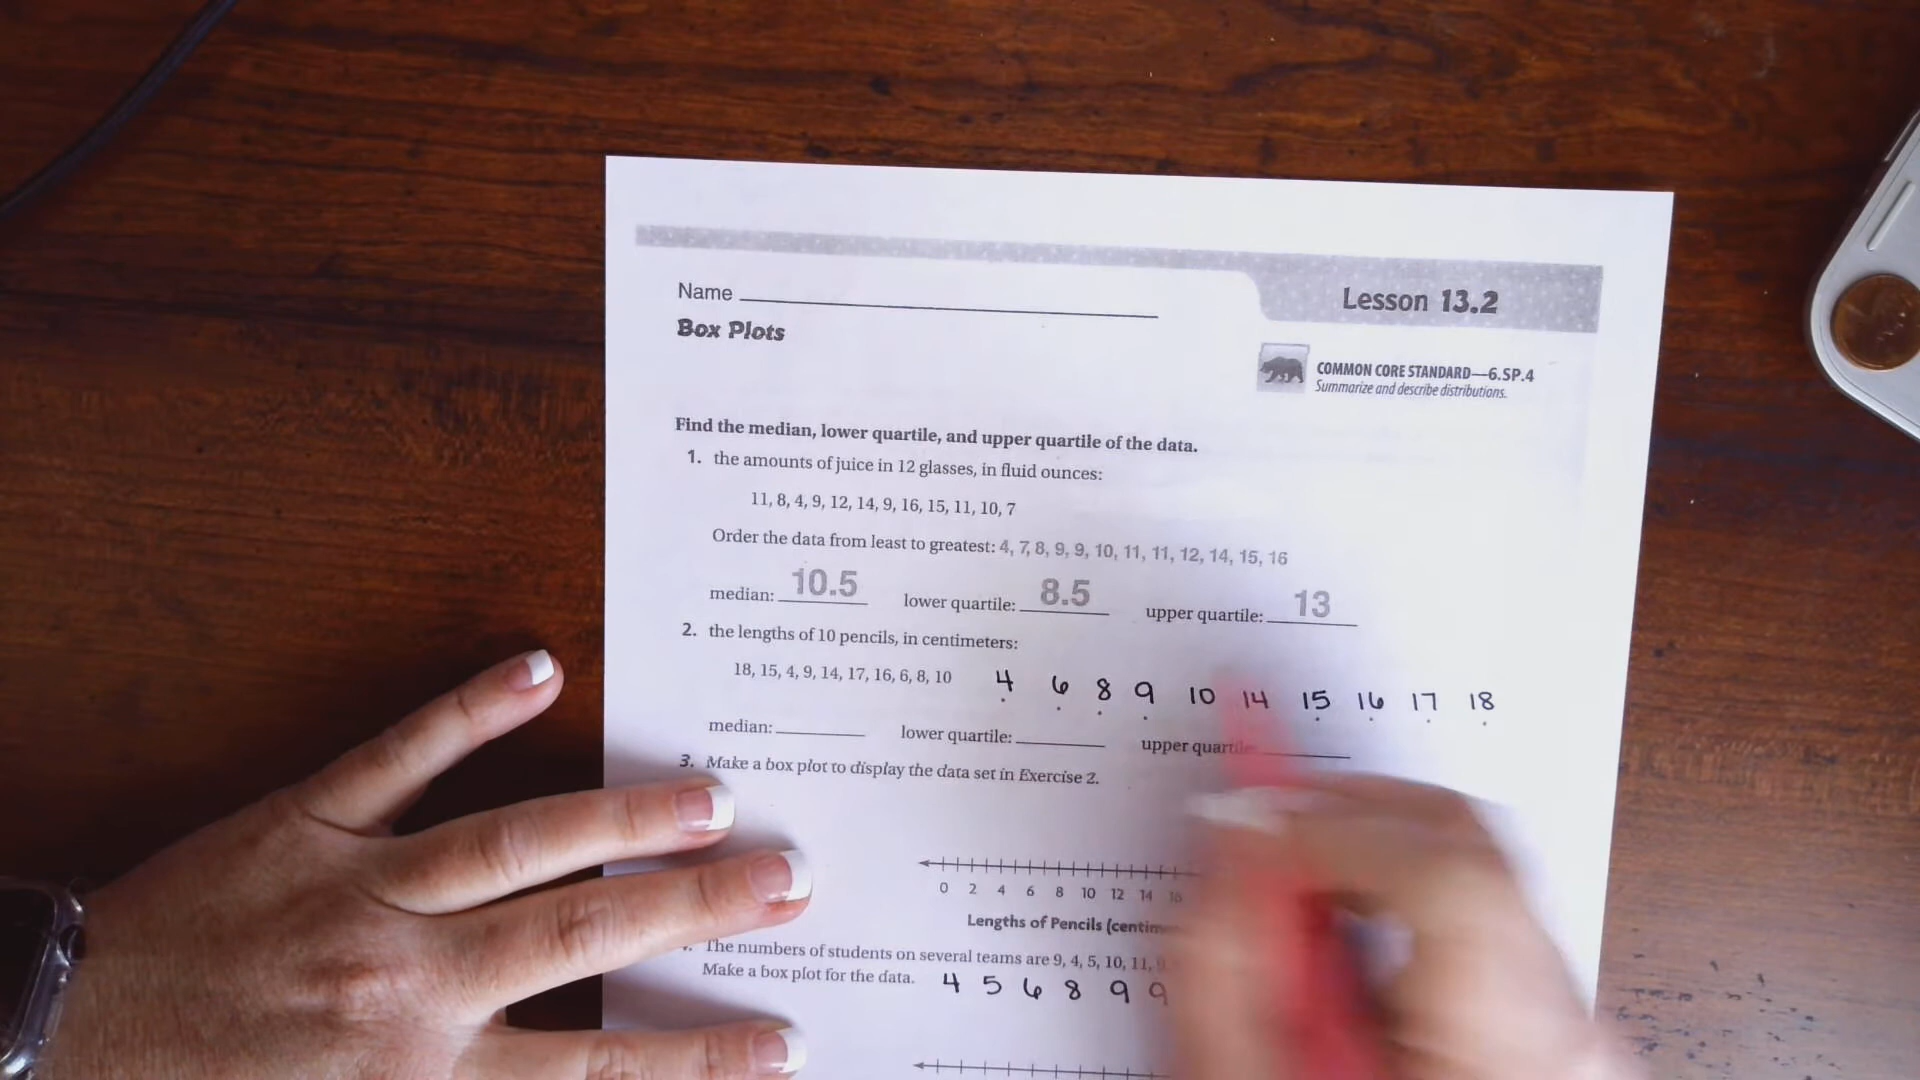 Name
Lesson 13.2
Box Plots
COMMON CORE STANDARD—6.SP.4
Summarize and describe distributions.
Find the median, lower quartile, and upper quartile of the data.
1. the amounts of juice in 12 glasses, in fluid ounces:
11, 8, 4, 9, 12, 14, 9, 16, 15, 11, 10, 7
Order the data from least to greatest: 4, 7, 8, 9, 9, 10, 11, 11, 12, 14, 15, 16
median: 10.5 lower quartile: 8.5 upper quartile: 13
2. the lengths of 10 pencils, in centimeters:
18, 15, 4, 9, 14, 17, 16, 6, 8, 10 4 6 8 9 10 14 15 16 17 18
median: lower quartile: upper quartile:
3. Make a box plot to display the data set in Exercise 2.
0 2 4 6 8 10 12 14 16
Lengths of Pencils
The numbers of students on several teams are 9, 4, 5, 10, 11, 9
Make a box plot for the data. 4 5 6 8 9 9